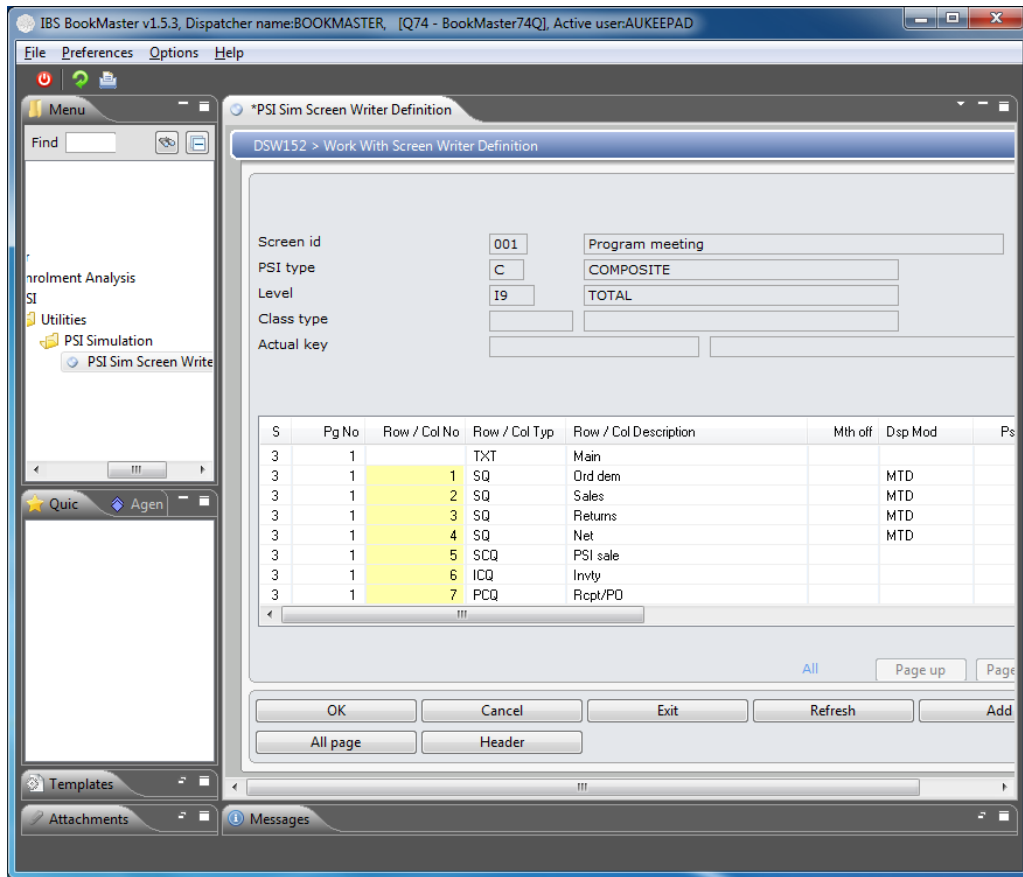 IBS BookMaster v1.5.3, Dispatcher name:BOOKMASTER, [Q74 - BookMaster74Q], Active user:AUKEEPAD
File Preferences Options Help
Menu
*PSI Sim Screen Writer Definition
Find
DSW152 > Work With Screen Writer Definition
nrolment Analysis
SI
Utilities
PSI Simulation
PSI Sim Screen Write
Screen id 001 Program meeting
PSI type C COMPOSITE
Level I9 TOTAL
Class type
Actual key
S Pg No Row / Col No Row / Col Typ Row / Col Description Mth off Dsp Mod Ps
3 1 TXT Main
3 1 1 SQ Ord dem MTD
3 1 2 SQ Sales MTD
3 1 3 SQ Returns MTD
3 1 4 SQ Net MTD
3 1 5 SCQ PSI sale
3 1 6 ICQ Invty
3 1 7 PCQ Rcpt/PO
Quic Agen
All Page up Page
OK Cancel Exit Refresh Add
All page Header
Templates
Attachments
Messages